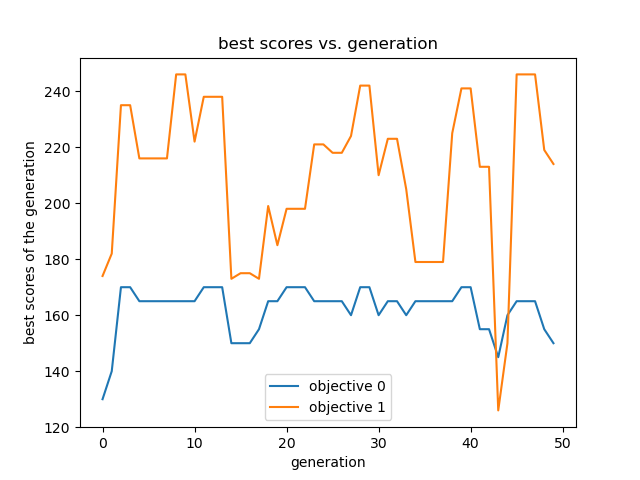 best scores vs. generation
best scores of the generation
240
220
200
180
160
140
120
objective 0
objective 1
0 10 20 30 40 50
generation